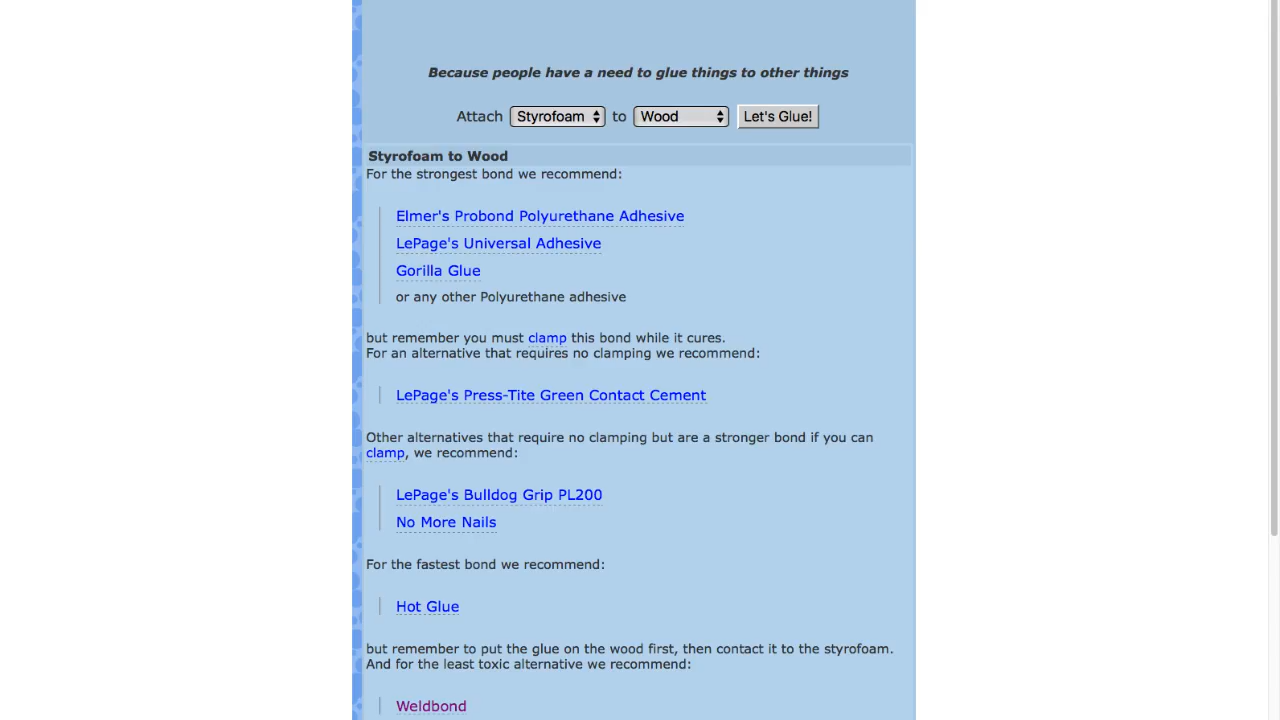 Because people have a need to glue things to other things
Attach Styrofoam to Wood Let's Glue!
Styrofoam to Wood
For the strongest bond we recommend:
Elmer's Probond Polyurethane Adhesive
LePage's Universal Adhesive
Gorilla Glue
or any other Polyurethane adhesive
but remember you must clamp this bond while it cures.
For an alternative that requires no clamping we recommend:
LePage's Press-Tite Green Contact Cement
Other alternatives that require no clamping but are a stronger bond if you can
clamp, we recommend:
LePage's Bulldog Grip PL200
No More Nails
For the fastest bond we recommend:
Hot Glue
but remember to put the glue on the wood first, then contact it to the styrofoam.
And for the least toxic alternative we recommend:
Weldbond